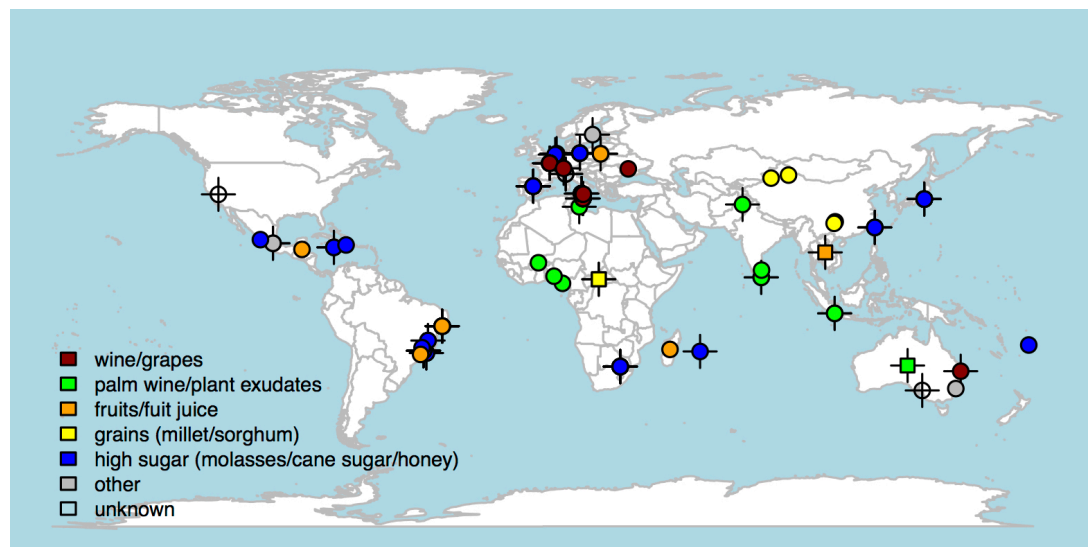 wine/grapes
palm wine/plant exudates
fruits/fuit juice
grains (millet/sorghum)
high sugar (molasses/cane sugar/honey)
other
unknown